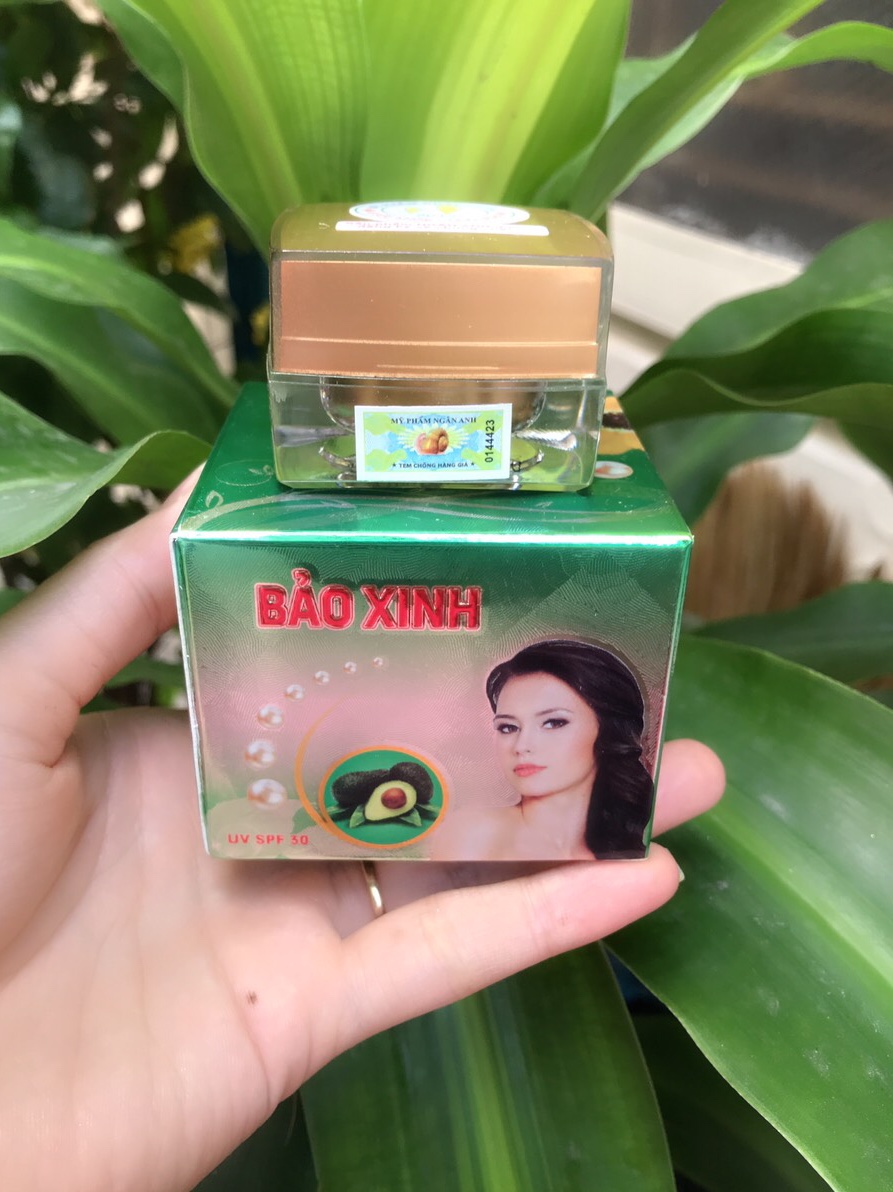 MỸ PHẨM NGÂN ANH
0144423
★ TEM CHỐNG HÀNG GIẢ ★
BẢO XINH
UV SPF 30